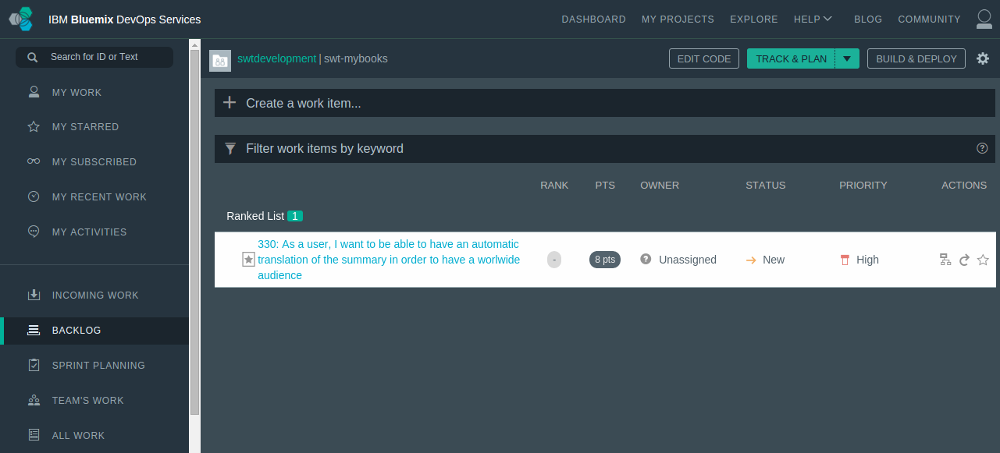 IBM Bluemix DevOps Services
DASHBOARD
MY PROJECTS
EXPLORE
HELP
BLOG
COMMUNITY
Search for ID or Text
MY WORK
MY STARRED
MY SUBSCRIBED
MY RECENT WORK
MY ACTIVITIES
INCOMING WORK
BACKLOG
SPRINT PLANNING
TEAM'S WORK
ALL WORK
swtdevelopment | swt-mybooks
EDIT CODE
TRACK & PLAN
BUILD & DEPLOY
Create a work item...
Filter work items by keyword
RANK
PTS
OWNER
STATUS
PRIORITY
ACTIONS
Ranked List 1
330: As a user, I want to be able to have an automatic
translation of the summary in order to have a worlwide
audience
-
8 pts
Unassigned
New
High